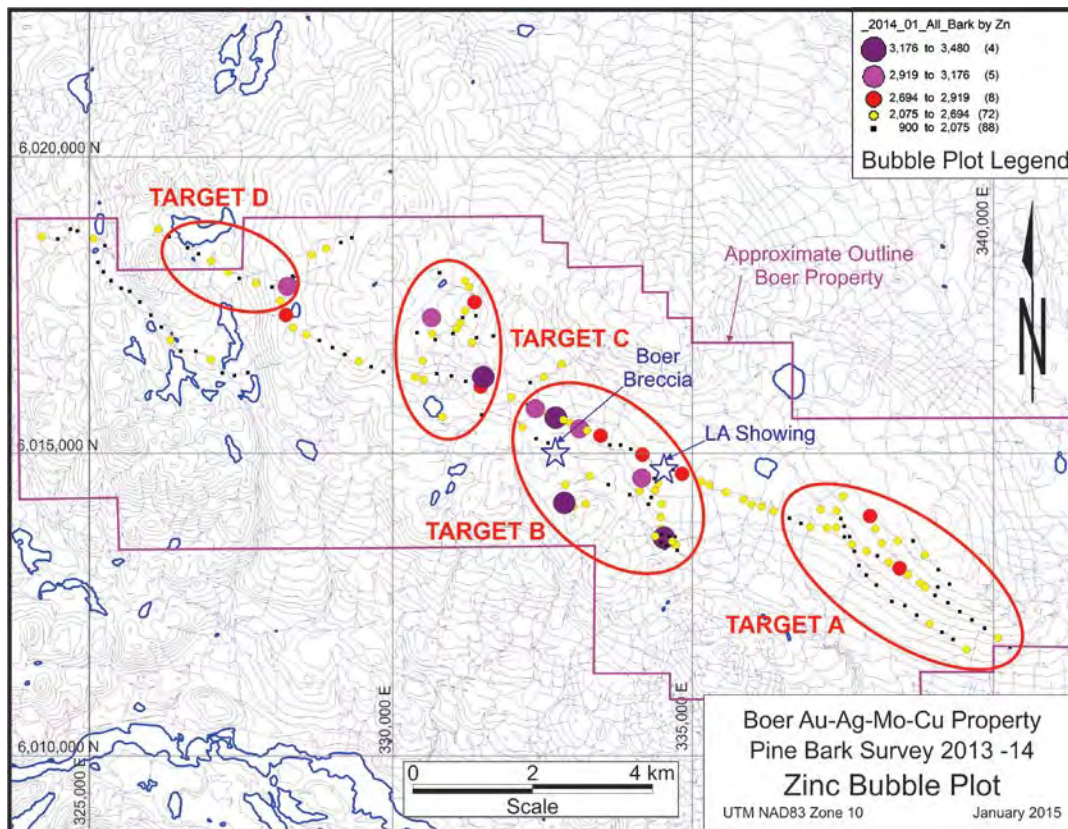 _2014_01_All_Bark by Zn
3,176 to 3,480 (4)
2,919 to 3,176 (5)
2,694 to 2,919 (8)
2,075 to 2,694 (72)
900 to 2,075 (88)
Bubble Plot Legend
6,020,000 N
TARGET D
340,000 E
Approximate Outline
Boer Property
N
TARGET C
Boer
Breccia
LA Showing
6,015,000 N
TARGET B
TARGET A
330,000 E
335,000 E
6,010,000 N
325,000 E
0 2 4 km
Scale
Boer Au-Ag-Mo-Cu Property
Pine Bark Survey 2013 -14
Zinc Bubble Plot
UTM NAD83 Zone 10 January 2015